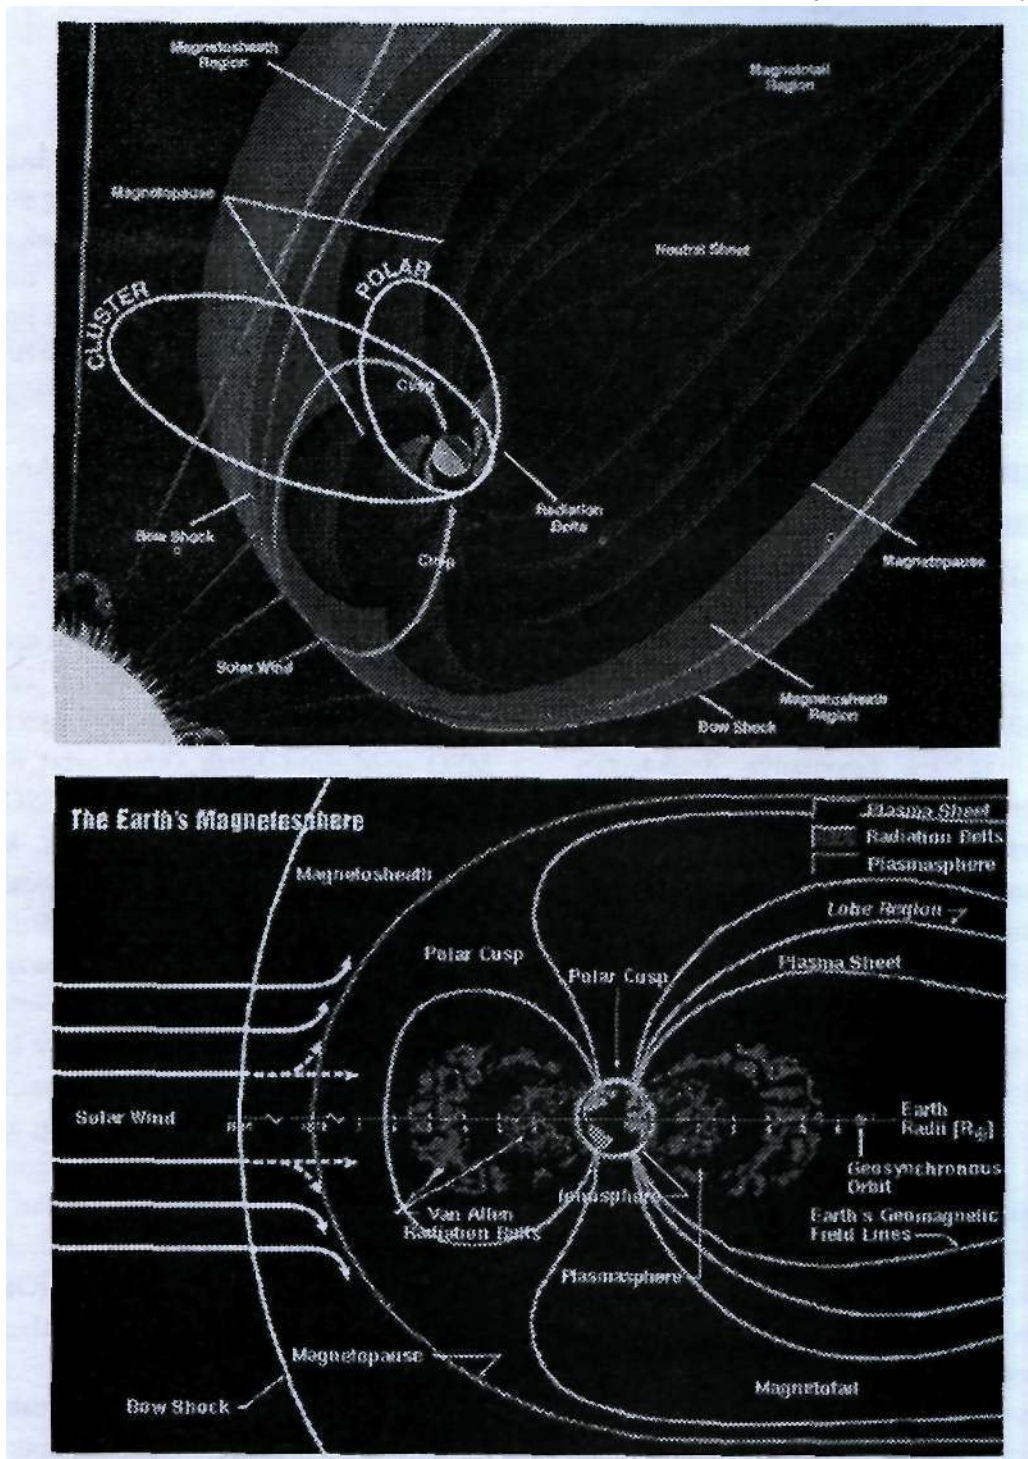 Magnetosheath
Region
Magnetotail
Region
Magnetopause
Neutral Sheet
POLAR
CLUSTER
Cusp
Radiation
Belts
Bow Shock
Cusp
Magnetopause
Solar Wind
Magnetosheath
Region
Bow Shock
The Earth's Magnetosphere
Plasma Sheet
Radiation Belts
Plasmasphere
Magnetosheath
Lobe Region
Polar Cusp
Plasma Sheet
Polar Cusp
Solar Wind
Earth
Radii [R⊕]
Geosynchronous
Orbit
Ionosphere
Van Allen
Radiation Belts
Earth's Geomagnetic
Field Lines
Plasmasphere
Magnetopause
Magnetotail
Bow Shock